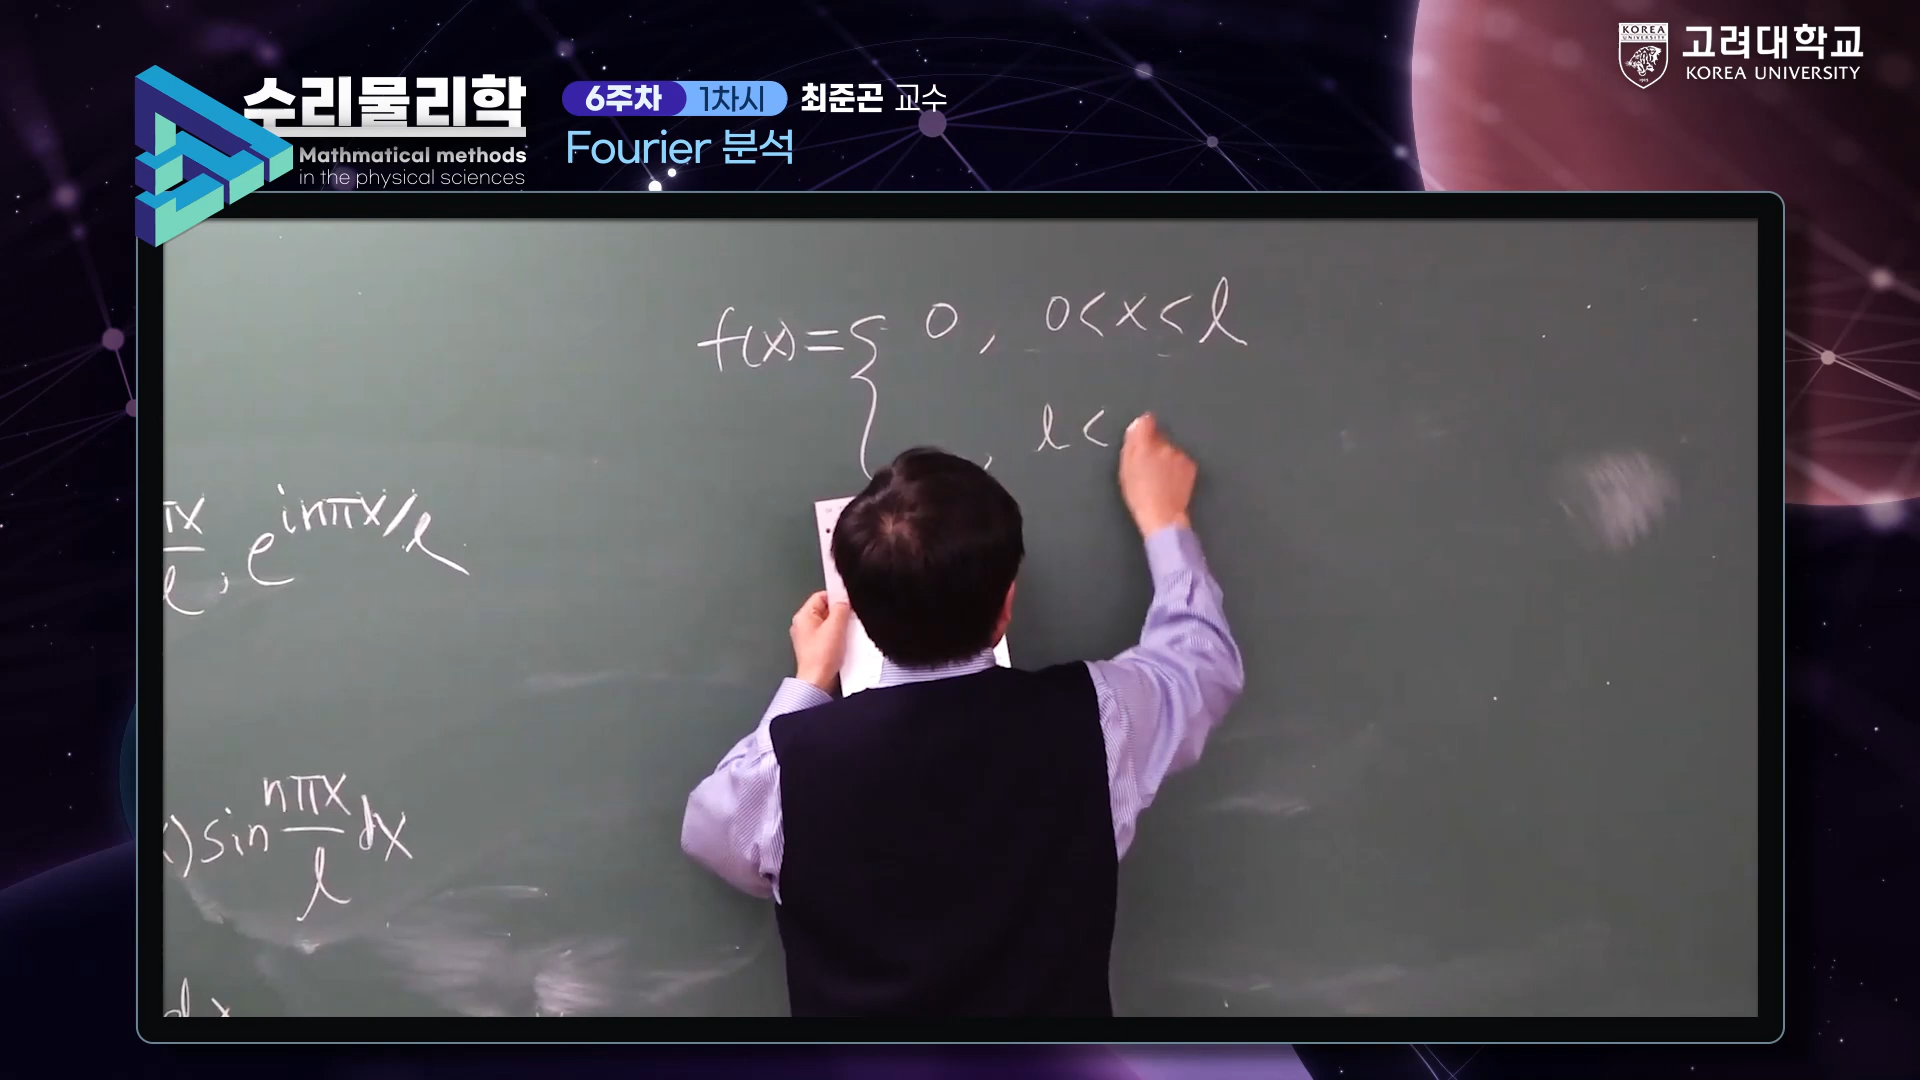 KOREA
UNIVERSITY
고려대학교
KOREA UNIVERSITY
수리물리학
Mathmatical methods
in the physical sciences
6주차 1차시 최준곤 교수
Fourier 분석
f(x)={ 0, 0<x<l
, l<
πx/l, e^{inπx/l}
)sin nπx/l dx
dx